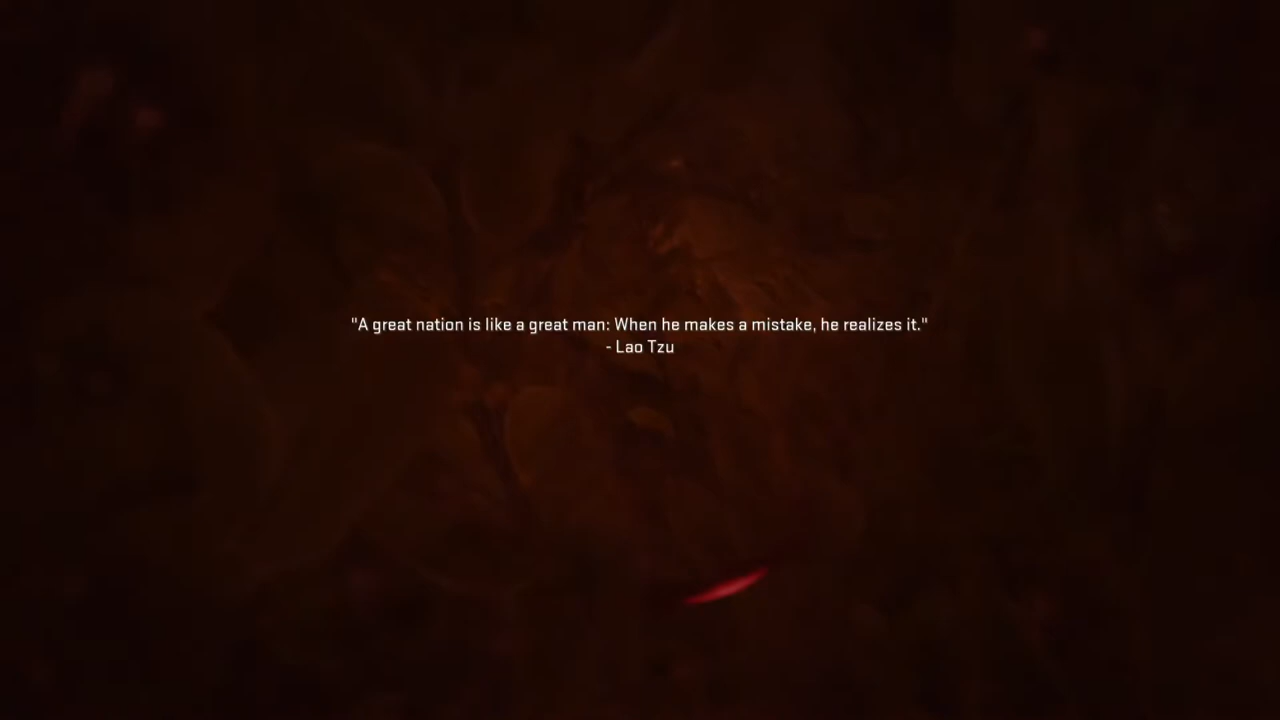 "A great nation is like a great man: When he makes a mistake, he realizes it."
- Lao Tzu